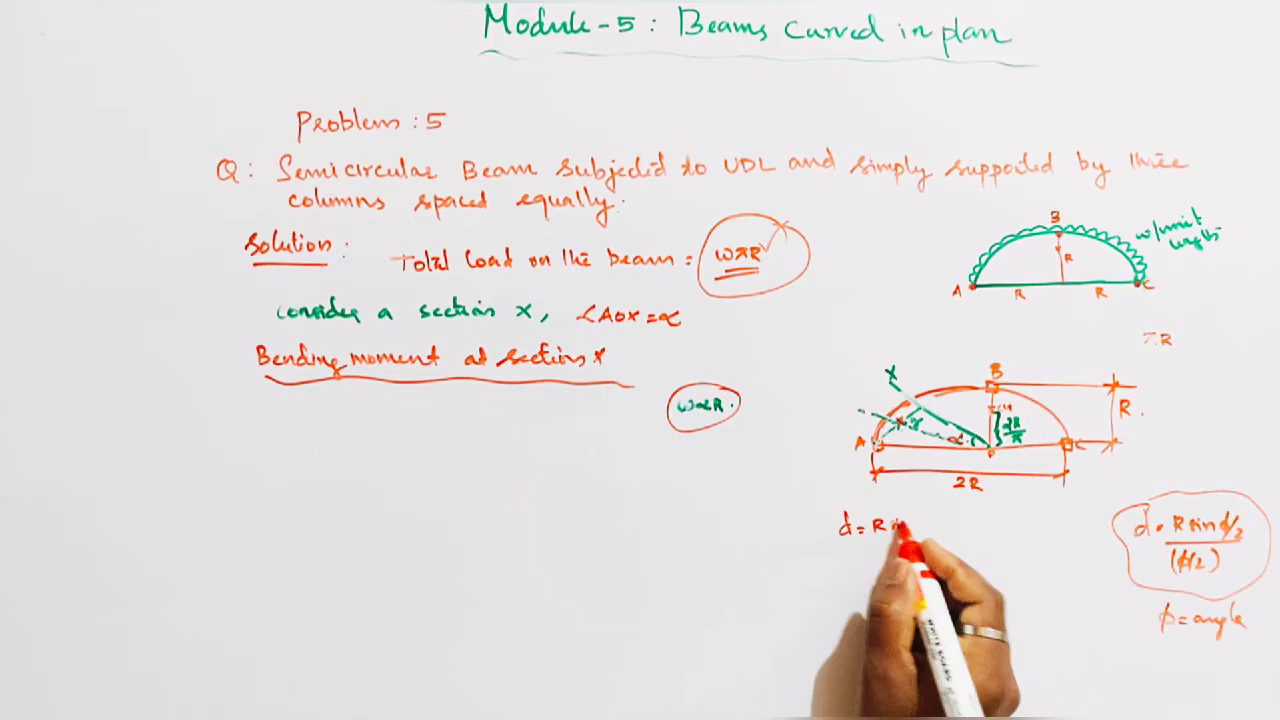 Module-5: Beams Curved in plan
Problem: 5
Q: Semicircular Beam subjected to UDL and simply supported by three
columns spaced equally.
Solution: Total load on the beam = wπR
consider a section X, ∠AOX=α
Bending moment at section X
wαR.
B
w/unit
length
R
A R R C
πR
X B
R.
A x α 2R/π C
2R
d = R
d = R sin ϕ/2
(ϕ/2)
ϕ = angle